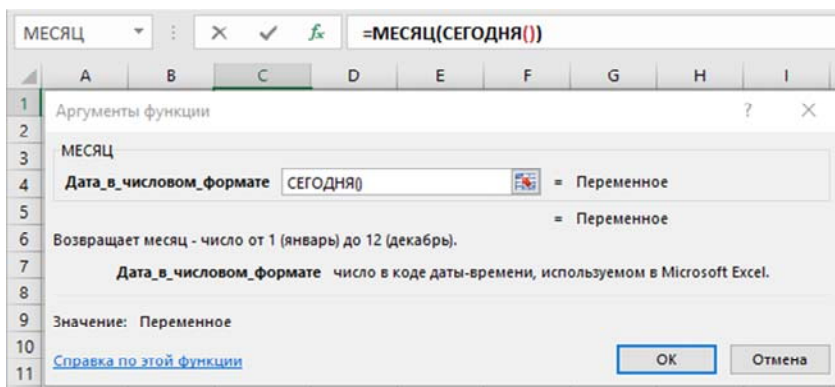 МЕСЯЦ fx =МЕСЯЦ(СЕГОДНЯ())
A B C D E F G H I
1 Аргументы функции ? ×
2
3 МЕСЯЦ
4 Дата_в_числовом_формате СЕГОДНЯ() = Переменное
5 = Переменное
6 Возвращает месяц - число от 1 (январь) до 12 (декабрь).
7 Дата_в_числовом_формате число в коде даты-времени, используемом в Microsoft Excel.
8
9 Значение: Переменное
10 Справка по этой функции ОК Отмена
11